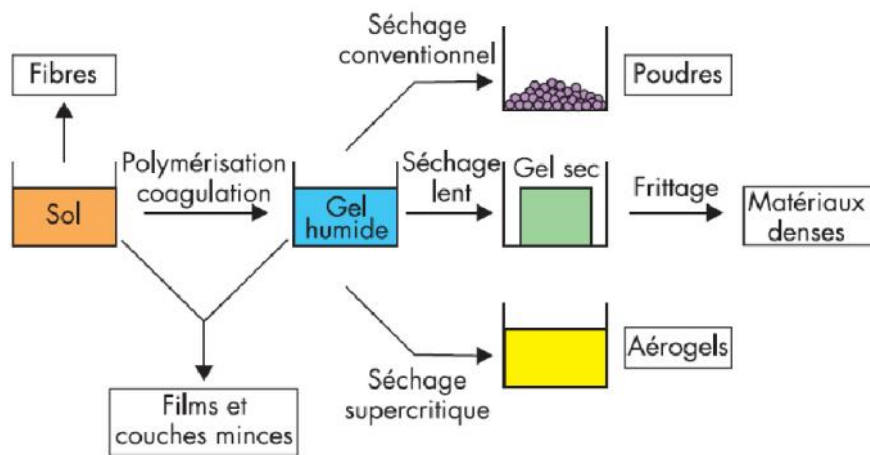 Fibres
Séchage
conventionnel
Poudres
Sol
Polymérisation
coagulation
Gel
humide
Séchage
lent
Gel sec
Frittage
Matériaux
denses
Films et
couches minces
Séchage
supercritique
Aérogels